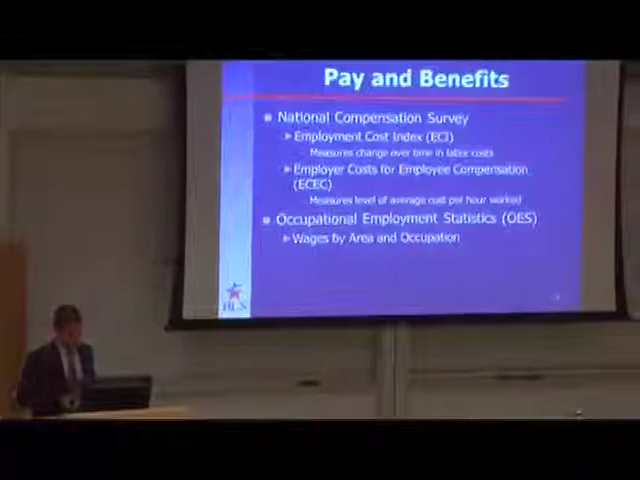 Pay and Benefits
National Compensation Survey
Employment Cost Index (ECI)
Measures change over time in labor costs
Employer Costs for Employee Compensation
(ECEC)
Measures level of average cost per hour worked
Occupational Employment Statistics (OES)
Wages by Area and Occupation
BLS